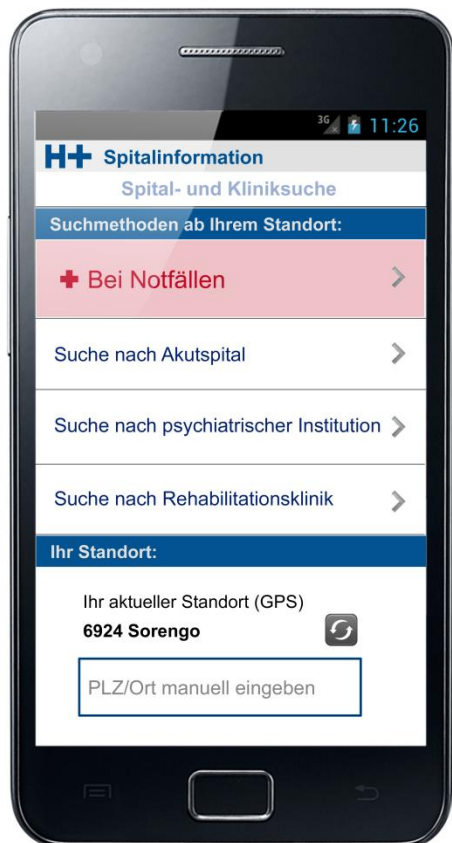 3G 11:26
H+ Spitalinformation
Spital- und Kliniksuche
Suchmethoden ab Ihrem Standort:
Bei Notfällen
Suche nach Akutspital
Suche nach psychiatrischer Institution
Suche nach Rehabilitationsklinik
Ihr Standort:
Ihr aktueller Standort (GPS)
6924 Sorengo
PLZ/Ort manuell eingeben